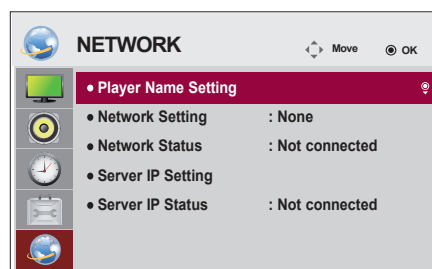 NETWORK Move OK
● Player Name Setting
● Network Setting : None
● Network Status : Not connected
● Server IP Setting
● Server IP Status : Not connected